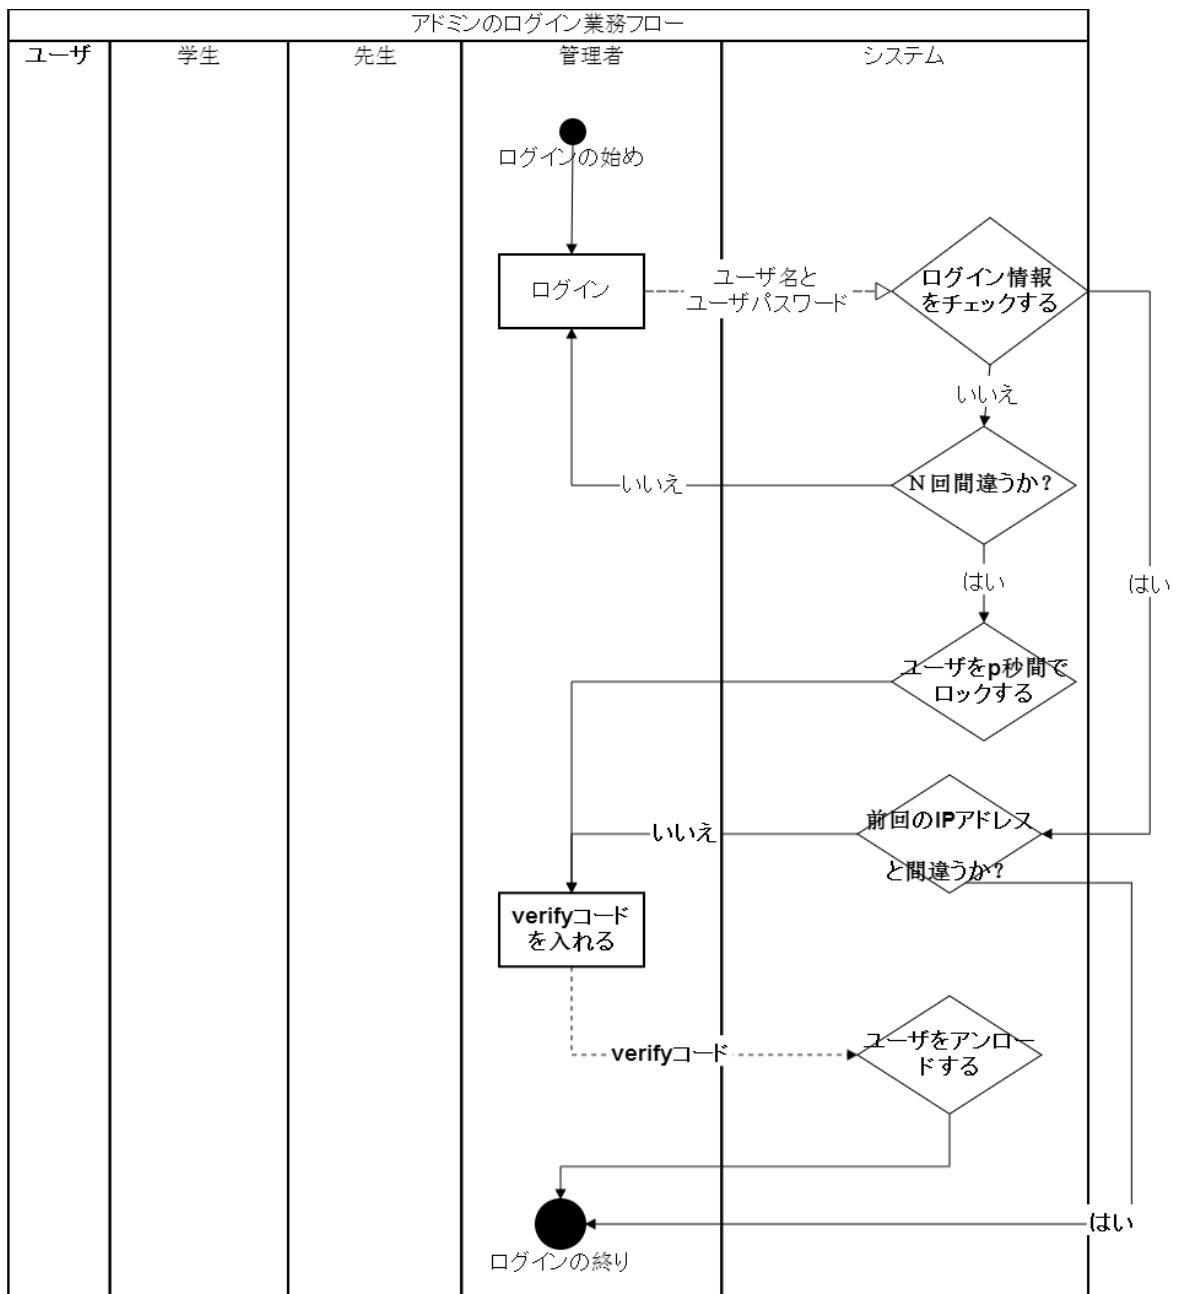 アドミンのログイン業務フロー
ユーザ
学生
先生
管理者
システム
ログインの始め
ログイン
ユーザ名と
ユーザパスワード
ログイン情報
をチェックする
いいえ
N回間違うか?
いいえ
はい
はい
ユーザをp秒間で
ロックする
前回のIPアドレス
と間違うか?
いいえ
verifyコード
を入れる
verifyコード
ユーザをアンロー
ドする
はい
ログインの終り